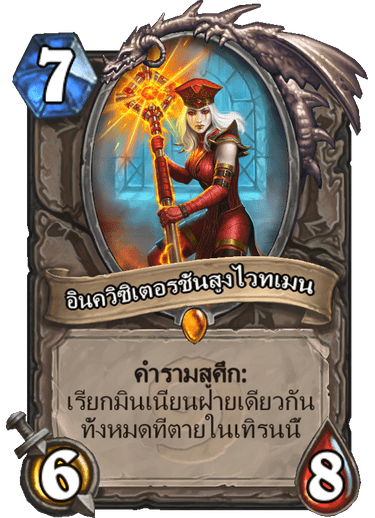 7
อินควิซิเตอร์ชั้นสูงไวทเมน
คำรามสู้ศึก:
เรียกมินเนียนฝ่ายเดียวกัน
ทั้งหมดที่ตายในเทิร์นนี้
6
8